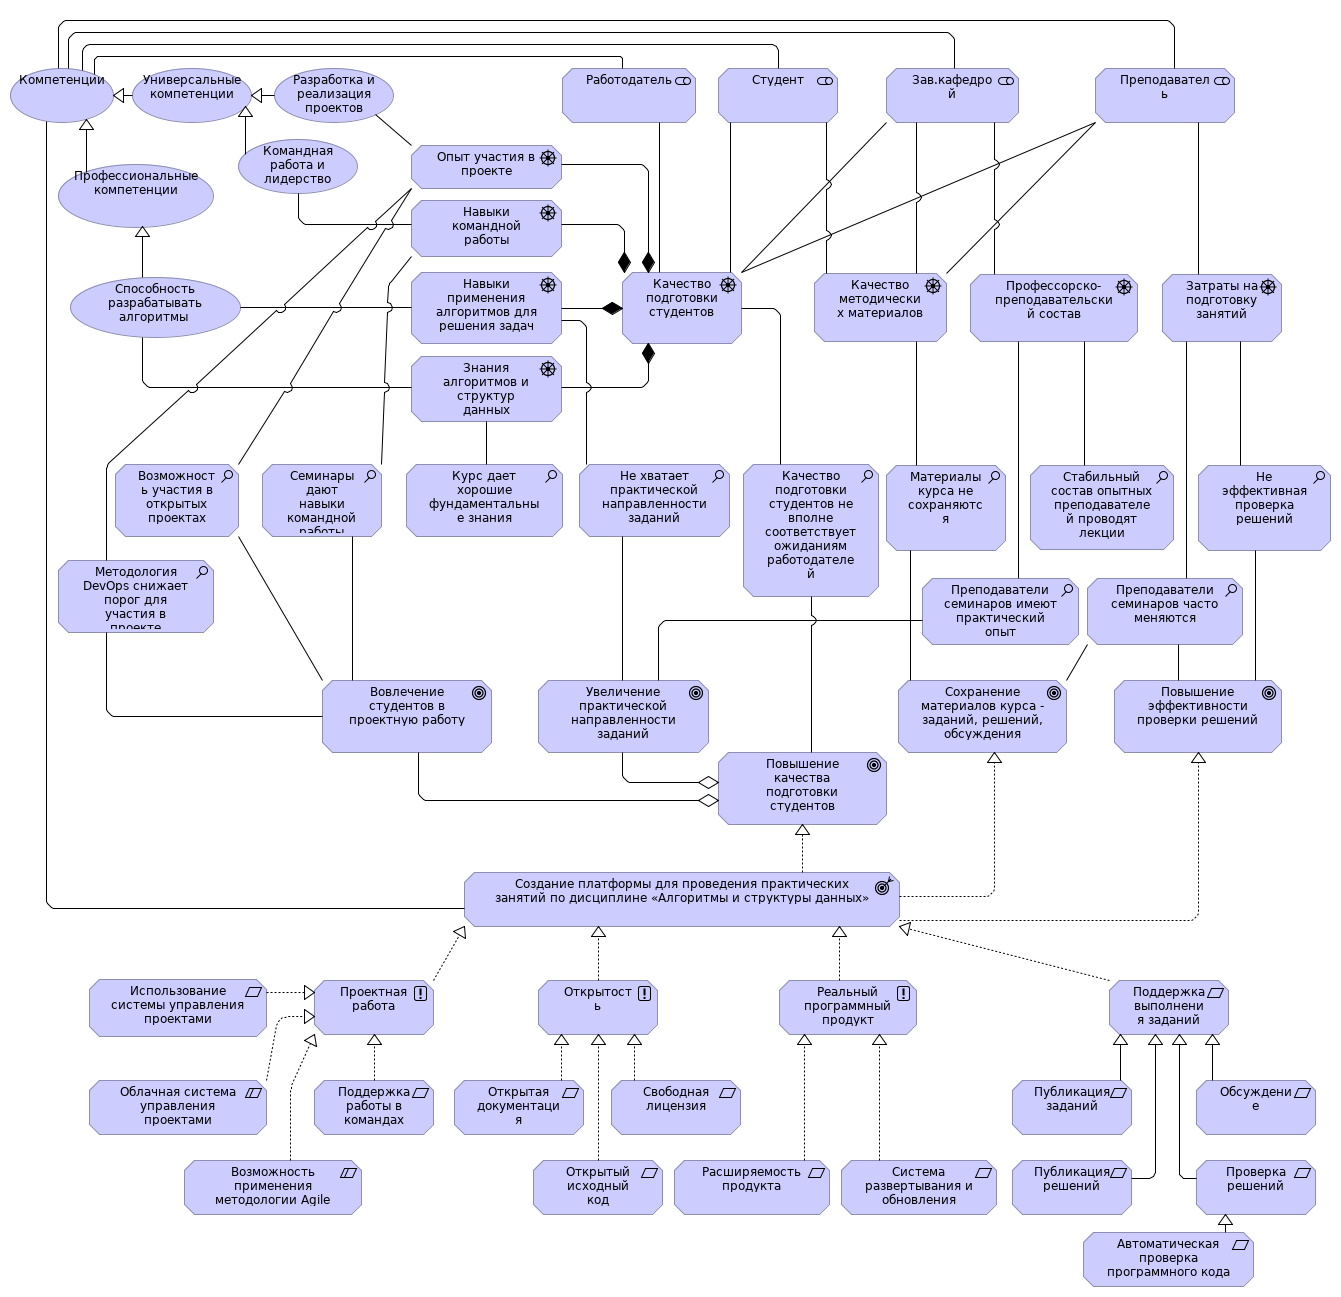 Компетенции
Универсальные
компетенции
Разработка и
реализация
проектов
Работодатель
Студент
Зав.кафедро
й
Преподавател
ь
Командная
работа и
лидерство
Профессиональные
компетенции
Способность
разрабатывать
алгоритмы
Опыт участия в
проекте
Навыки
командной
работы
Навыки
применения
алгоритмов для
решения задач
Знания
алгоритмов и
структур
данных
Качество
подготовки
студентов
Качество
методически
х материалов
Профессорско-
преподавательски
й состав
Затраты на
подготовку
занятий
Возможност
ь участия в
открытых
проектах
Семинары
дают
навыки
командной
работы
Курс дает
хорошие
фундаментальны
е знания
Не хватает
практической
направленности
заданий
Качество
подготовки
студентов не
вполне
соответствует
ожиданиям
работодателе
й
Материалы
курса не
сохраняютс
я
Стабильный
состав опытных
преподавателе
й проводят
лекции
Не
эффективная
проверка
решений
Методология
DevOps снижает
порог для
участия в
проекте
Преподаватели
семинаров имеют
практический
опыт
Преподаватели
семинаров часто
меняются
Вовлечение
студентов в
проектную работу
Увеличение
практической
направленности
заданий
Сохранение
материалов курса -
заданий, решений,
обсуждения
Повышение
эффективности
проверки решений
Повышение
качества
подготовки
студентов
Создание платформы для проведения практических
занятий по дисциплине «Алгоритмы и структуры данных»
Использование
системы управления
проектами
Проектная
работа
Открытост
ь
Реальный
программный
продукт
Поддержка
выполнени
я заданий
Облачная система
управления
проектами
Поддержка
работы в
командах
Открытая
документаци
я
Свободная
лицензия
Публикация
заданий
Обсуждени
е
Возможность
применения
методологии Agile
Открытый
исходный
код
Расширяемость
продукта
Система
развертывания и
обновления
Публикация
решений
Проверка
решений
Автоматическая
проверка
программного кода